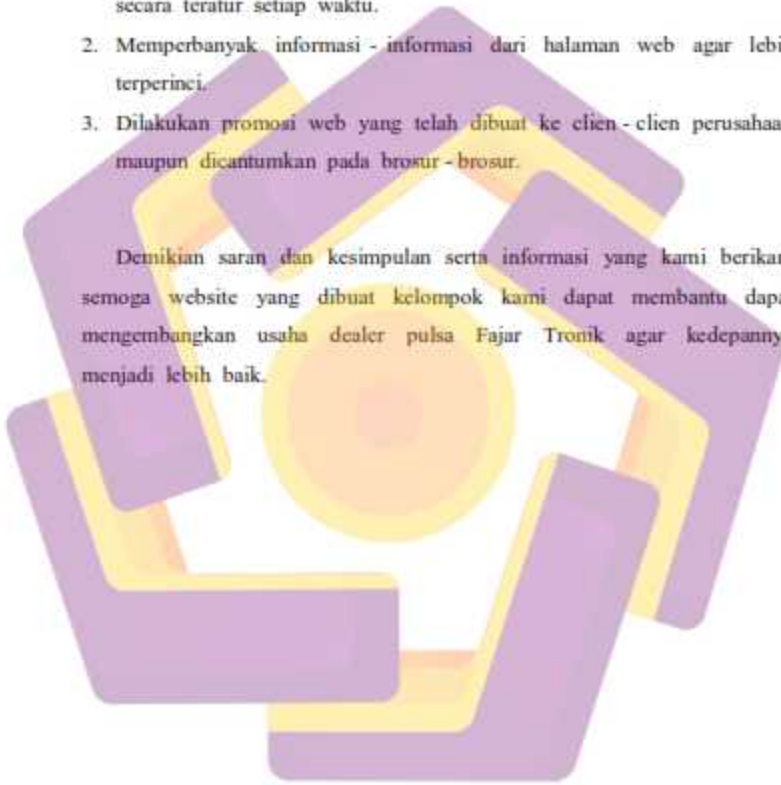 secara teratur setiap waktu.
2. Memperbanyak informasi - informasi dari halaman web agar lebi
terperinci.
3. Dilakukan promosi web yang telah dibuat ke clien - clien perusahaa
maupun dicantumkan pada brosur - brosur.
Demikian saran dan kesimpulan serta informasi yang kami berikan
semoga website yang dibuat kelompok kami dapat membantu dapa
mengembangkan usaha dealer pulsa Fajar Tronik agar kedepanny
menjadi lebih baik.